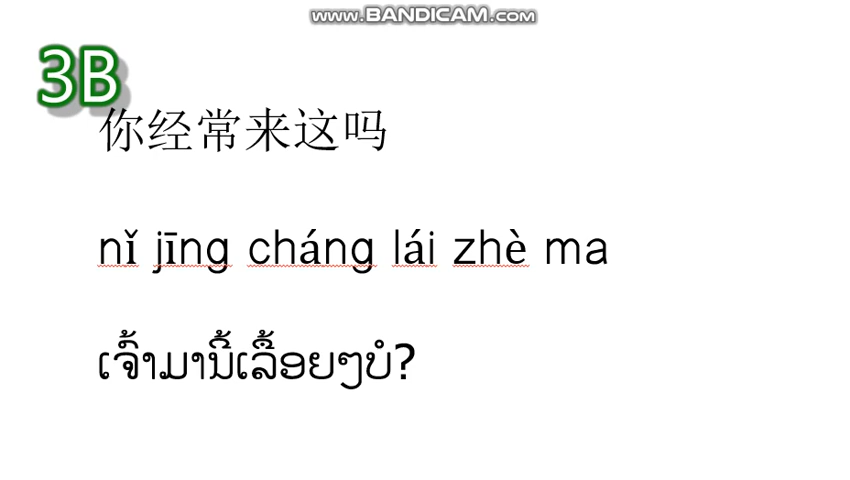 www.BANDICAM.com
3B
你经常来这吗
nǐ jīng cháng lái zhè ma
ເຈົ້າມານີ້ເລື້ອຍໆບໍ?